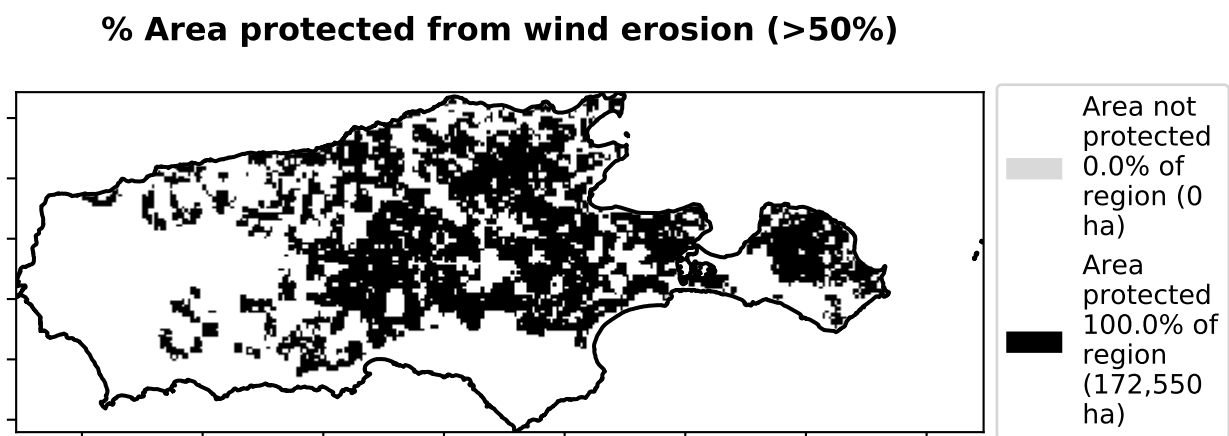 % Area protected from wind erosion (>50%)
Area not
protected
0.0% of
region (0
ha)
Area
protected
100.0% of
region
(172,550
ha)